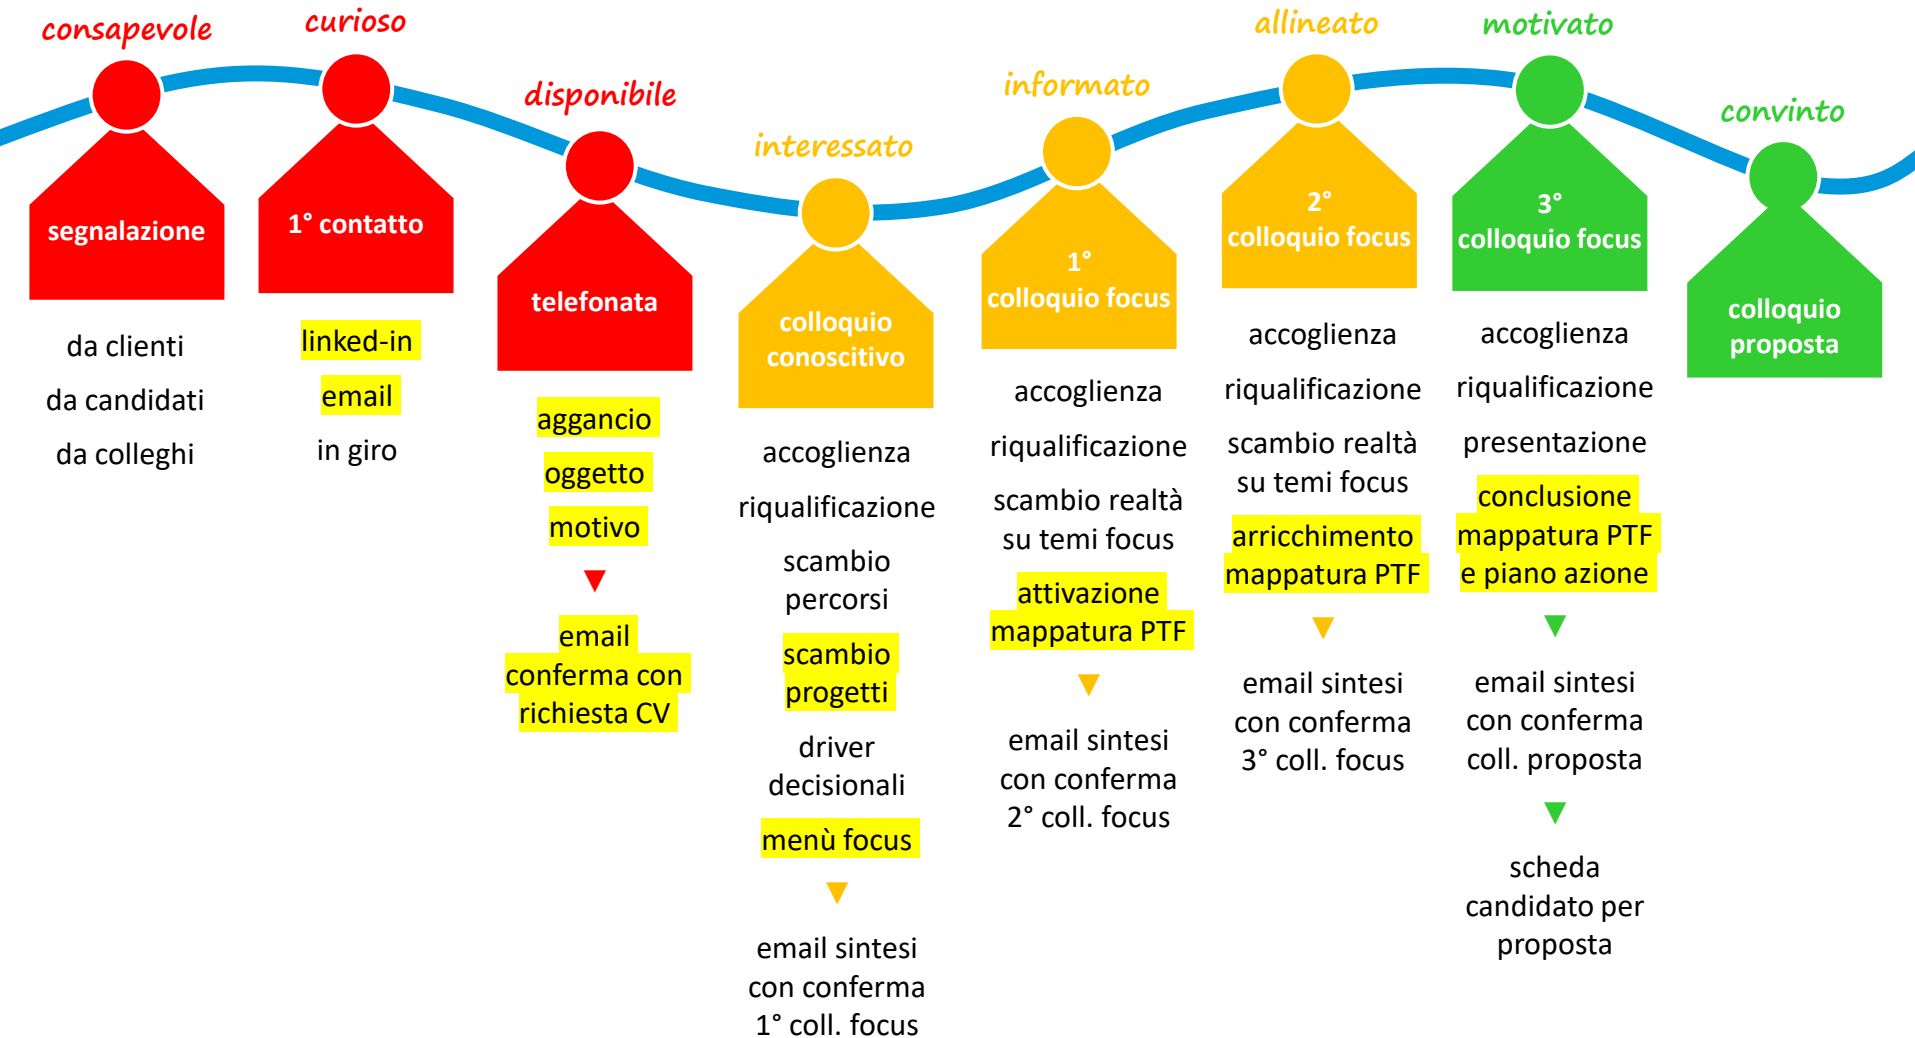 consapevole
segnalazione
da clienti
da candidati
da colleghi
curioso
1° contatto
linked-in
email
in giro
disponibile
telefonata
aggancio
oggetto
motivo
email
conferma con
richiesta CV
interessato
colloquio
conoscitivo
accoglienza
riqualificazione
scambio
percorsi
scambio
progetti
driver
decisionali
menù focus
email sintesi
con conferma
1° coll. focus
informato
1°
colloquio focus
accoglienza
riqualificazione
scambio realtà
su temi focus
attivazione
mappatura PTF
email sintesi
con conferma
2° coll. focus
allineato
2°
colloquio focus
accoglienza
riqualificazione
scambio realtà
su temi focus
arricchimento
mappatura PTF
email sintesi
con conferma
3° coll. focus
motivato
3°
colloquio focus
accoglienza
riqualificazione
presentazione
conclusione
mappatura PTF
e piano azione
email sintesi
con conferma
coll. proposta
scheda
candidato per
proposta
convinto
colloquio
proposta